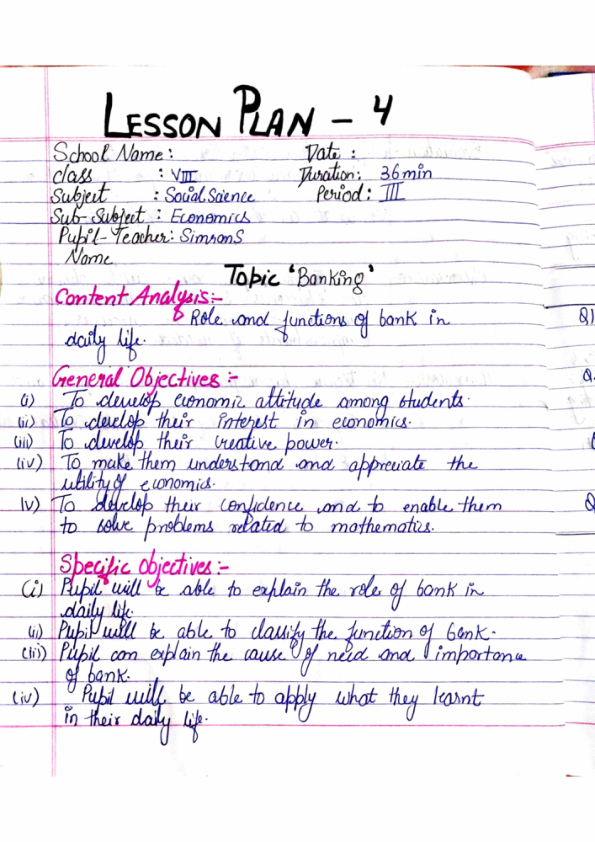 LESSON PLAN - 4
School Name: Date :
Class : VIII Duration: 36min
Subject : Social Science Period: III
Sub-Subject : Economics
Pupil-Teacher: SimranS
Name
Topic 'Banking'
Content Analysis:-
Role and functions of bank in
daily life.
General Objectives :-
(i) To develop economic attitude among students.
(ii) To develop their interest in economics.
(iii) To develop their creative power.
(iv) To make them understand and appreciate the
utility of economics.
(v) To develop their confidence and to enable them
to solve problems related to mathematics.
Specific Objectives :-
(i) Pupil will be able to explain the role of bank in
daily life.
(ii) Pupil will be able to classify the function of bank.
(iii) Pupil can explain the cause of need and importance
of bank.
(iv) Pupil will be able to apply what they learnt
in their daily life.
Q1
Q.
Q